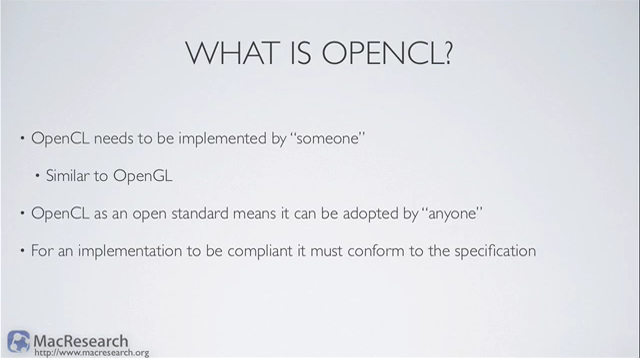 WHAT IS OPENCL?
• OpenCL needs to be implemented by “someone”
• Similar to OpenGL
• OpenCL as an open standard means it can be adopted by “anyone”
• For an implementation to be compliant it must conform to the specification
MacResearch
http://www.macresearch.org